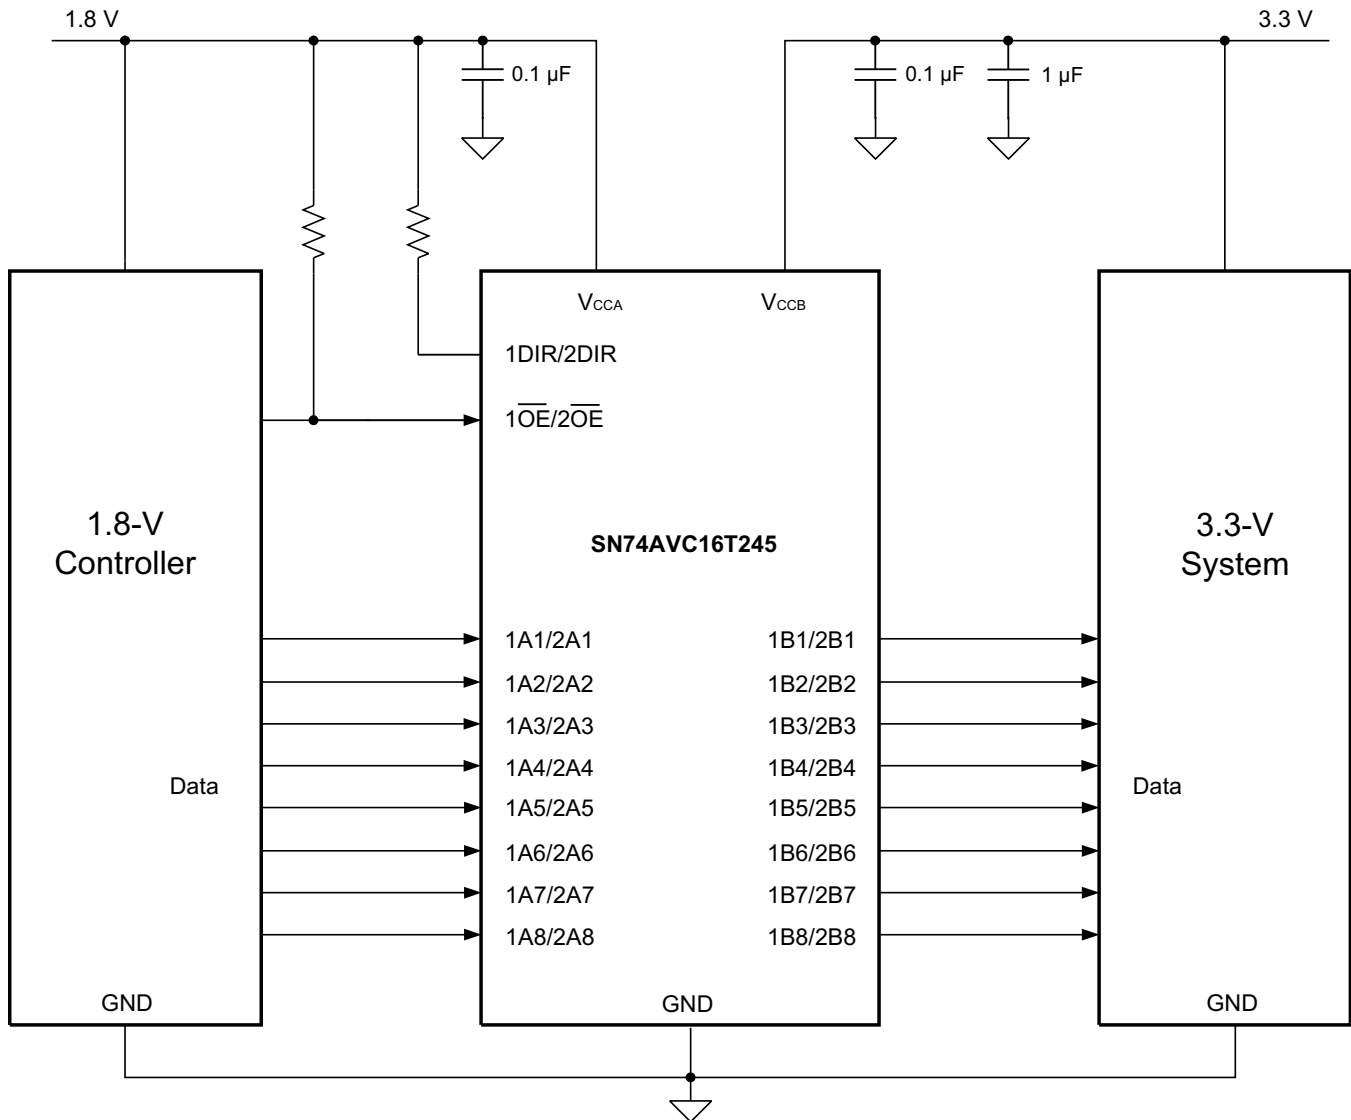 1.8 V
3.3 V
0.1 µF
0.1 µF
1 µF
VCCA
VCCB
1DIR/2DIR
1OE/2OE
1.8-V
Controller
SN74AVC16T245
3.3-V
System
1A1/2A1
1B1/2B1
1A2/2A2
1B2/2B2
1A3/2A3
1B3/2B3
1A4/2A4
1B4/2B4
Data
Data
1A5/2A5
1B5/2B5
1A6/2A6
1B6/2B6
1A7/2A7
1B7/2B7
1A8/2A8
1B8/2B8
GND
GND
GND